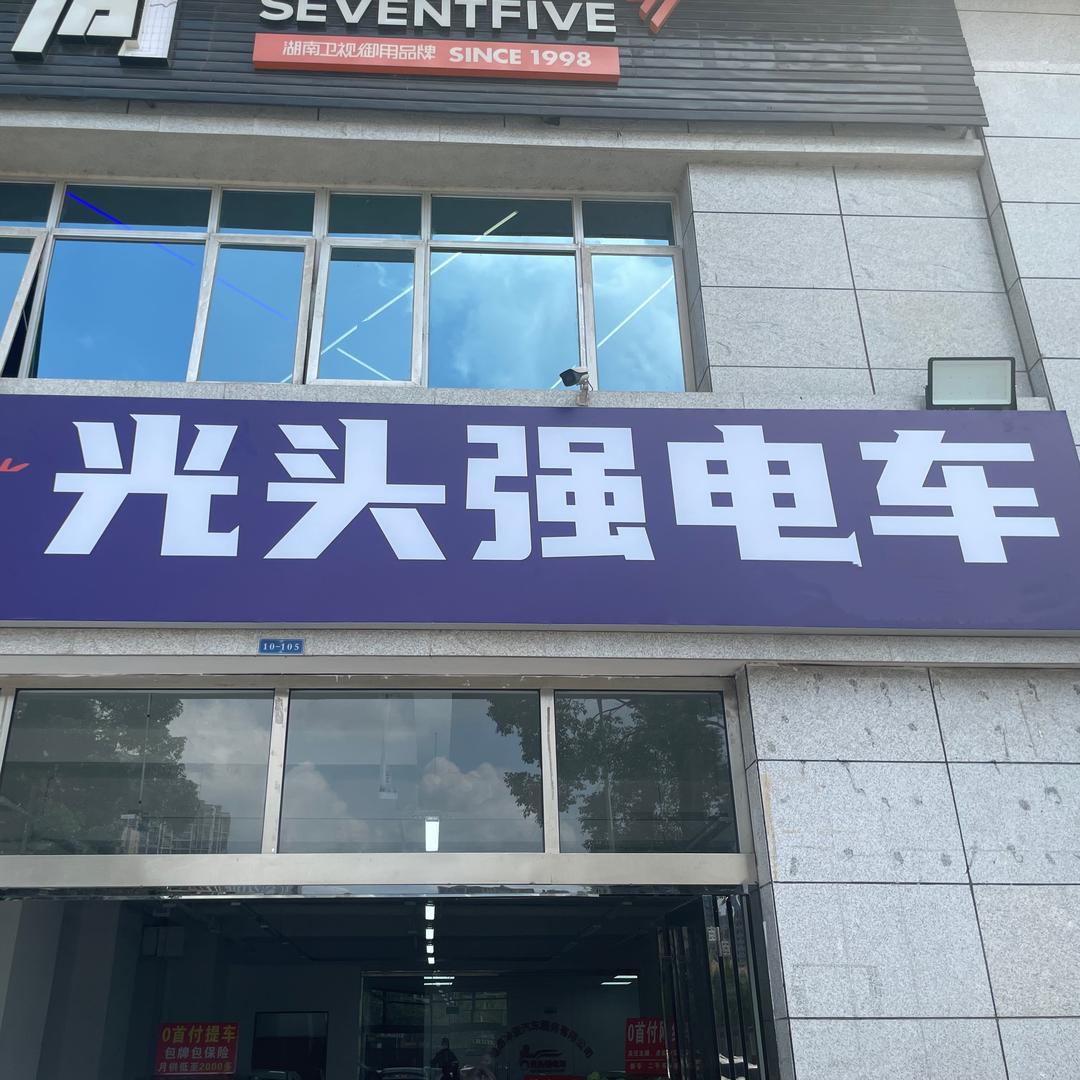 尚
SEVENTFIVE
湖南卫视御用品牌 SINCE 1998
光头强电车
10-105
0首付提车
包牌包保险
月供低至2000多
0首付